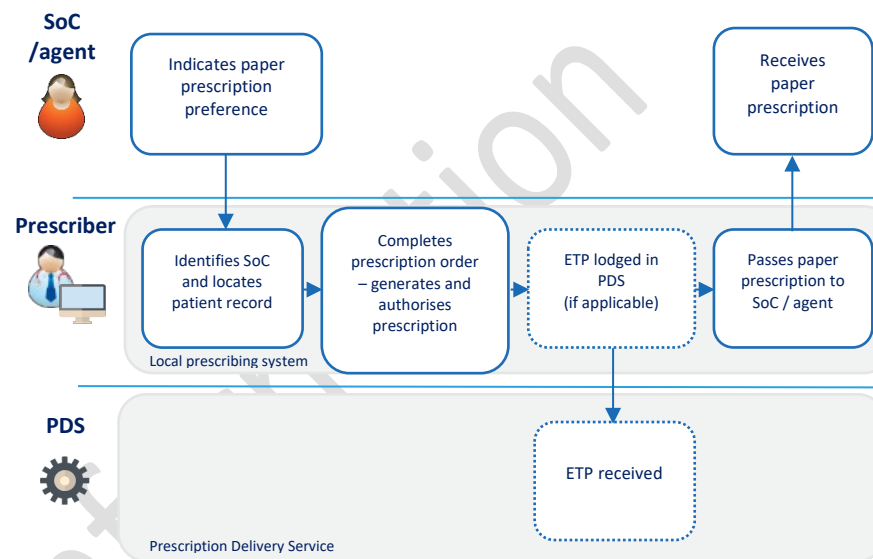 SoC
/agent
Indicates paper
prescription
preference
Receives
paper
prescription
Prescriber
Identifies SoC
and locates
patient record
Completes
prescription order
– generates and
authorises
prescription
ETP lodged in
PDS
(if applicable)
Passes paper
prescription to
SoC / agent
Local prescribing system
PDS
ETP received
Prescription Delivery Service